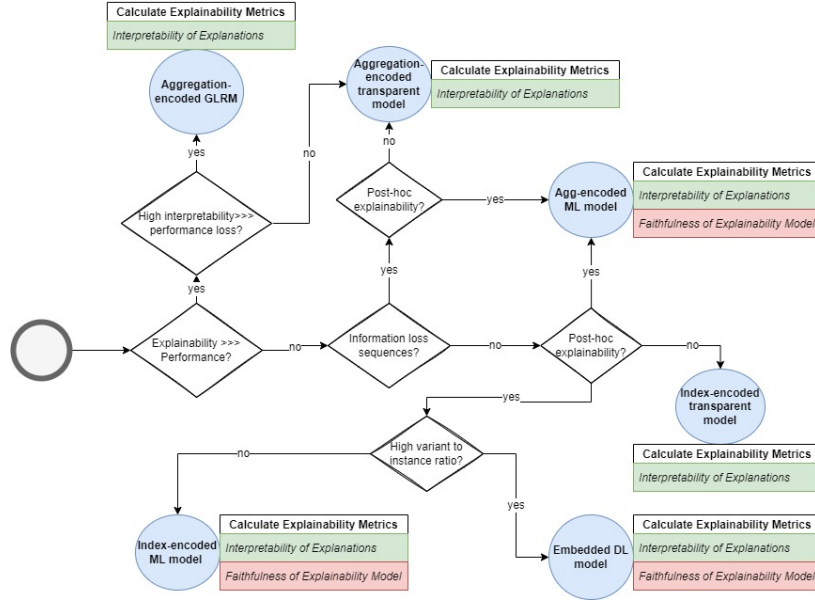 Calculate Explainability Metrics
Interpretability of Explanations
Aggregation-
encoded GLRM
Aggregation-
encoded
transparent
model
Calculate Explainability Metrics
Interpretability of Explanations
yes
no
no
High interpretability>>>
performance loss?
Post-hoc
explainability?
yes
Agg-encoded
ML model
Calculate Explainability Metrics
Interpretability of Explanations
Faithfulness of Explainability Model
yes
yes
yes
Explainability >>>
Performance?
no
Information loss
sequences?
no
Post-hoc
explainability?
no
Index-encoded
transparent
model
Calculate Explainability Metrics
Interpretability of Explanations
yes
High variant to
instance ratio?
no
yes
Index-encoded
ML model
Calculate Explainability Metrics
Interpretability of Explanations
Faithfulness of Explainability Model
Embedded DL
model
Calculate Explainability Metrics
Interpretability of Explanations
Faithfulness of Explainability Model